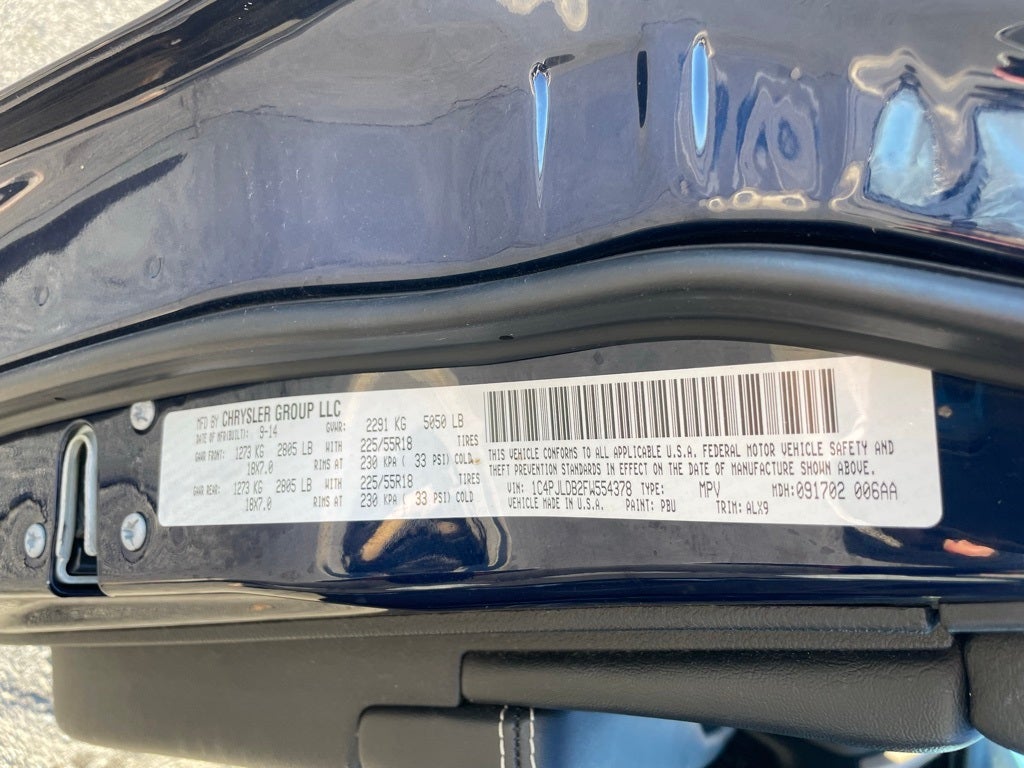 MFD BY CHRYSLER GROUP LLC
DATE OF MFR(BUILT): 9-14 GVWR: 2291 KG 5050 LB
GWR FRONT: 1273 KG 2805 LB WITH 225/55R18 TIRES
18X7.0 RIMS AT 230 KPA ( 33 PSI) COLD
GWR REAR: 1273 KG 2805 LB WITH 225/55R18 TIRES
18X7.0 RIMS AT 230 KPA ( 33 PSI) COLD
THIS VEHICLE CONFORMS TO ALL APPLICABLE U.S.A. FEDERAL MOTOR VEHICLE SAFETY AND
THEFT PREVENTION STANDARDS IN EFFECT ON THE DATE OF MANUFACTURE SHOWN ABOVE.
VIN: 1C4PJLDB2FW554378 TYPE: MPV MDH: 091702 006AA
VEHICLE MADE IN U.S.A. PAINT: PBU TRIM: ALX9